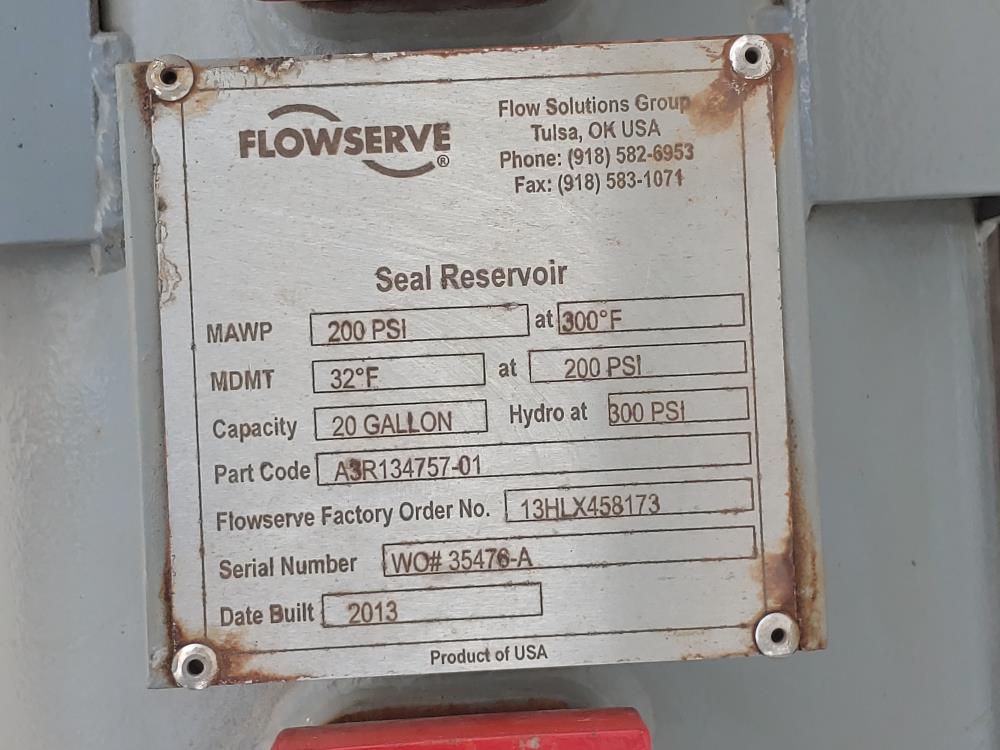 FLOWSERVE®
Flow Solutions Group
Tulsa, OK USA
Phone: (918) 582-6953
Fax: (918) 583-1071
Seal Reservoir
MAWP 200 PSI at 300°F
MDMT 32°F at 200 PSI
Capacity 20 GALLON Hydro at 300 PSI
Part Code A3R134757-01
Flowserve Factory Order No. 13HLX458173
Serial Number WO# 35476-A
Date Built 2013
Product of USA